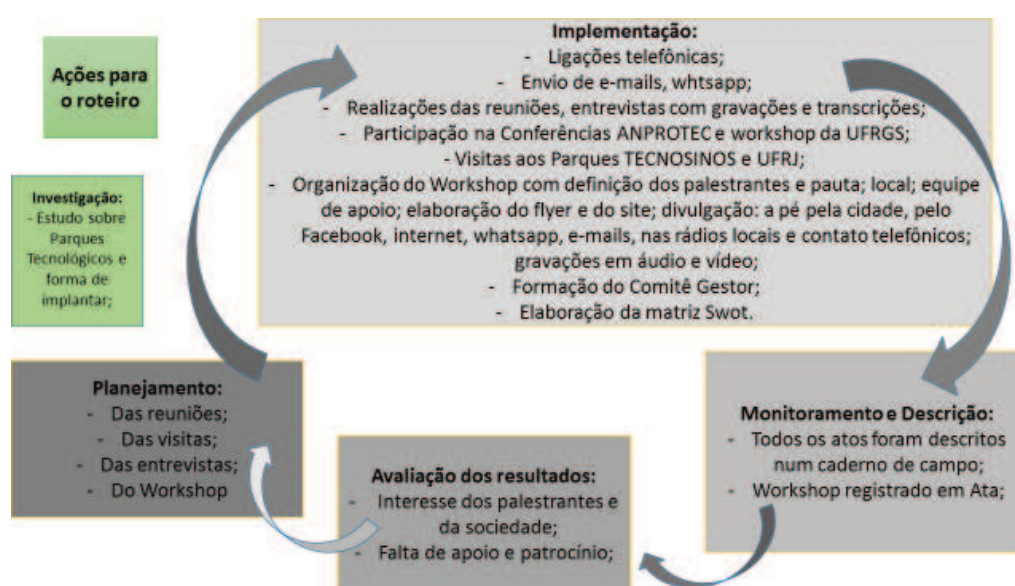 Ações para
o roteiro
Investigação:
- Estudo sobre
Parques
Tecnológicos e
forma de
implantar;
Implementação:
- Ligações telefônicas;
- Envio de e-mails, whtsapp;
- Realizações das reuniões, entrevistas com gravações e transcrições;
- Participação na Conferências ANPROTEC e workshop da UFRGS;
- Visitas aos Parques TECNOSINOS e UFRJ;
- Organização do Workshop com definição dos palestrantes e pauta; local; equipe
de apoio; elaboração do flyer e do site; divulgação: a pé pela cidade, pelo
Facebook, internet, whatsapp, e-mails, nas rádios locais e contato telefônicos;
gravações em áudio e vídeo;
- Formação do Comitê Gestor;
- Elaboração da matriz Swot.
Planejamento:
- Das reuniões;
- Das visitas;
- Das entrevistas;
- Do Workshop
Avaliação dos resultados:
- Interesse dos palestrantes e
da sociedade;
- Falta de apoio e patrocínio;
Monitoramento e Descrição:
- Todos os atos foram descritos
num caderno de campo;
- Workshop registrado em Ata;